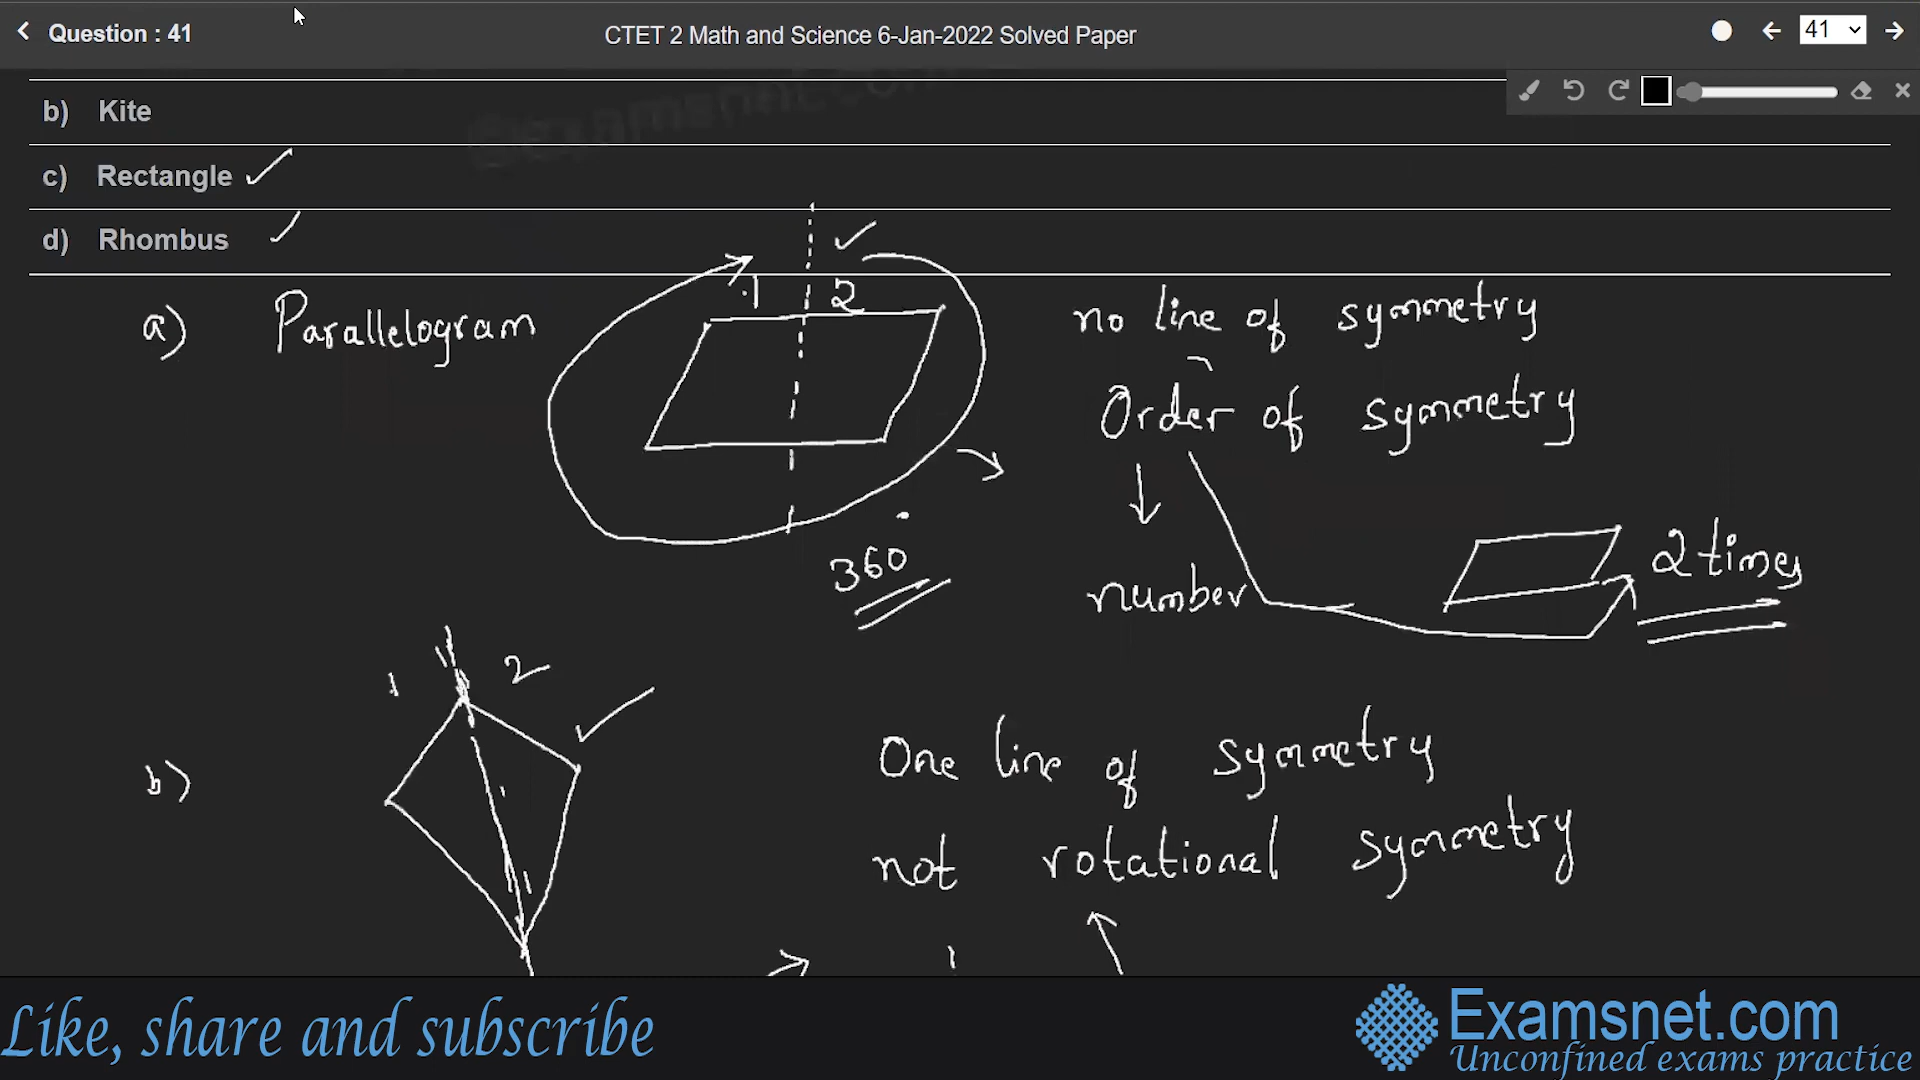 Question : 41
CTET 2 Math and Science 6-Jan-2022 Solved Paper
41
b) Kite
c) Rectangle
d) Rhombus
a) Parallelogram
1 2
no line of symmetry
Order of symmetry
360°
number
2 times
b)
1 2
One line of symmetry
not rotational symmetry
Like, share and subscribe
Examsnet.com
Unconfined exams practice